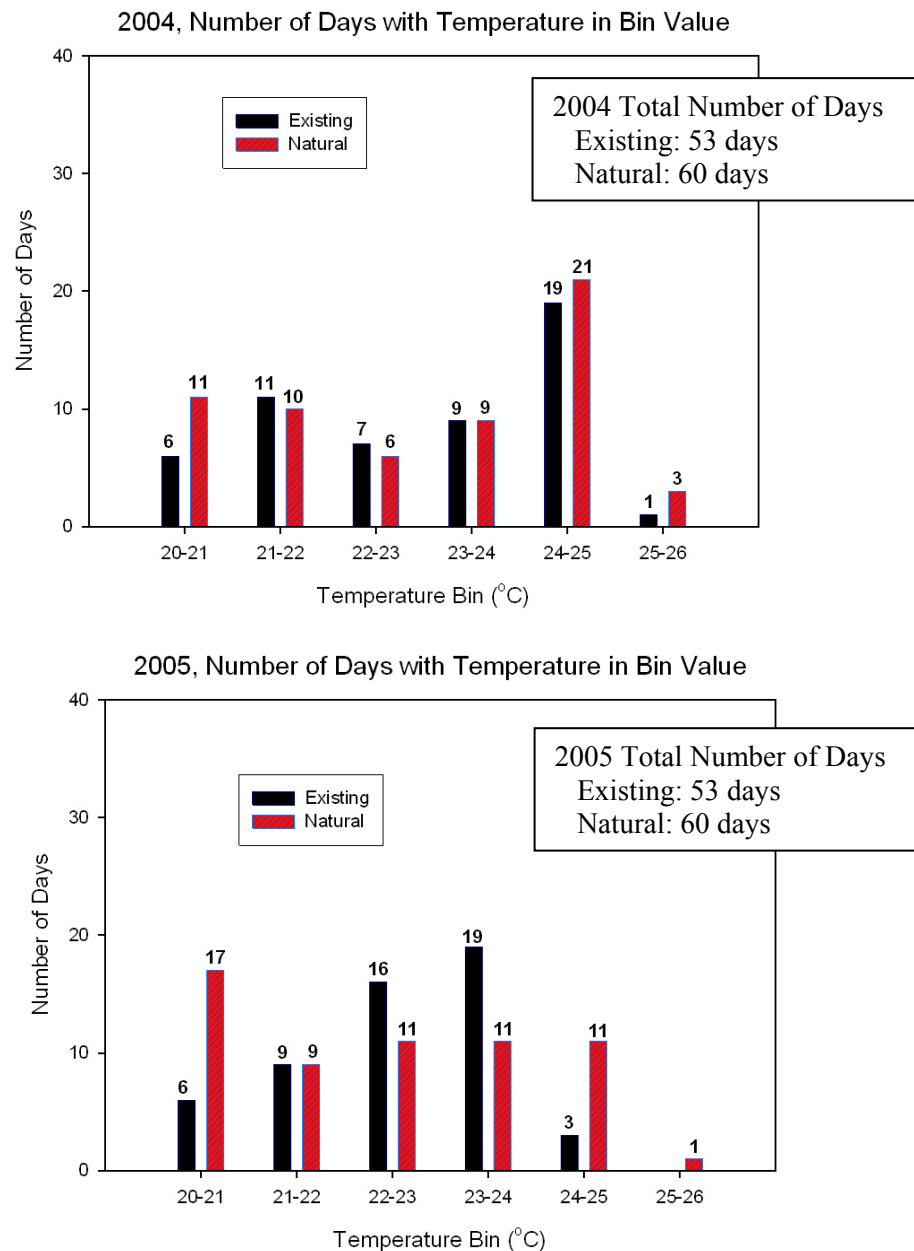 2004, Number of Days with Temperature in Bin Value
40
30
20
10
0
Number of Days
Existing
Natural
2004 Total Number of Days
Existing: 53 days
Natural: 60 days
6
11
11
10
7
6
9
9
19
21
1
3
20-21
21-22
22-23
23-24
24-25
25-26
Temperature Bin (°C)
2005, Number of Days with Temperature in Bin Value
40
30
20
10
0
Number of Days
Existing
Natural
2005 Total Number of Days
Existing: 53 days
Natural: 60 days
6
17
9
9
16
11
19
11
3
11
1
20-21
21-22
22-23
23-24
24-25
25-26
Temperature Bin (°C)